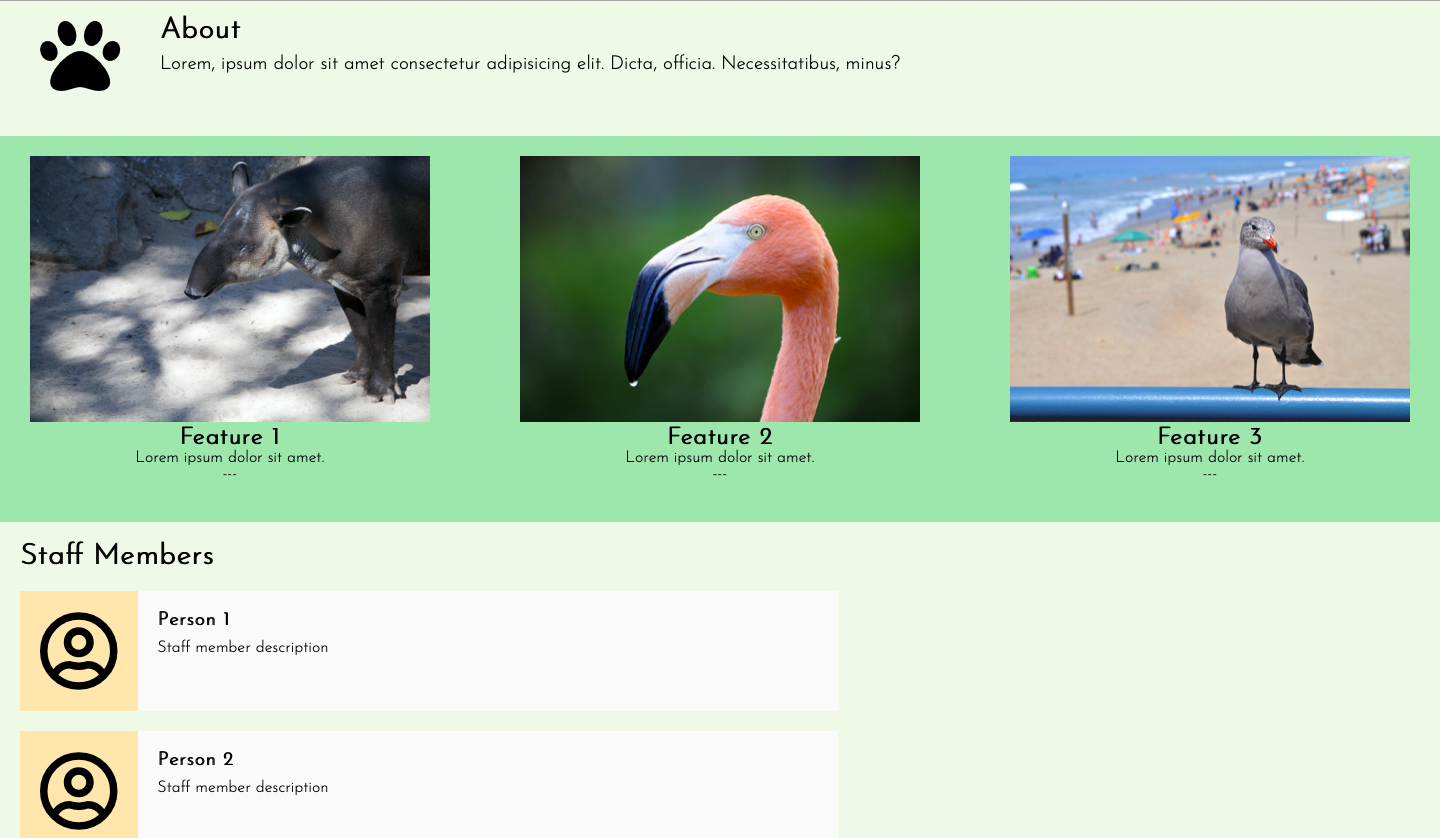 About
Lorem, ipsum dolor sit amet consectetur adipisicing elit. Dicta, officia. Necessitatibus, minus?
Feature 1
Lorem ipsum dolor sit amet.
---
Feature 2
Lorem ipsum dolor sit amet.
---
Feature 3
Lorem ipsum dolor sit amet.
---
Staff Members
Person 1
Staff member description
Person 2
Staff member description